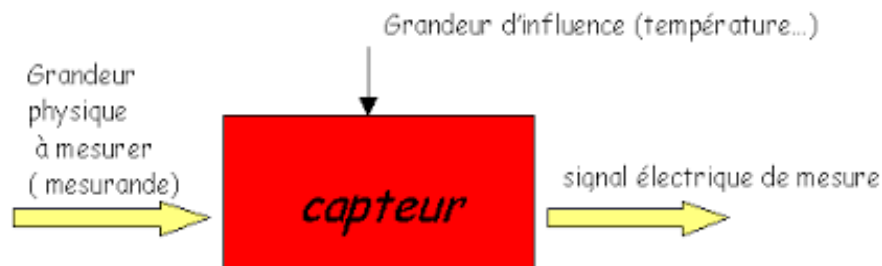 Grandeur d'influence (température...)
Grandeur
physique
à mesurer
( mesurande)
capteur
signal électrique de mesure